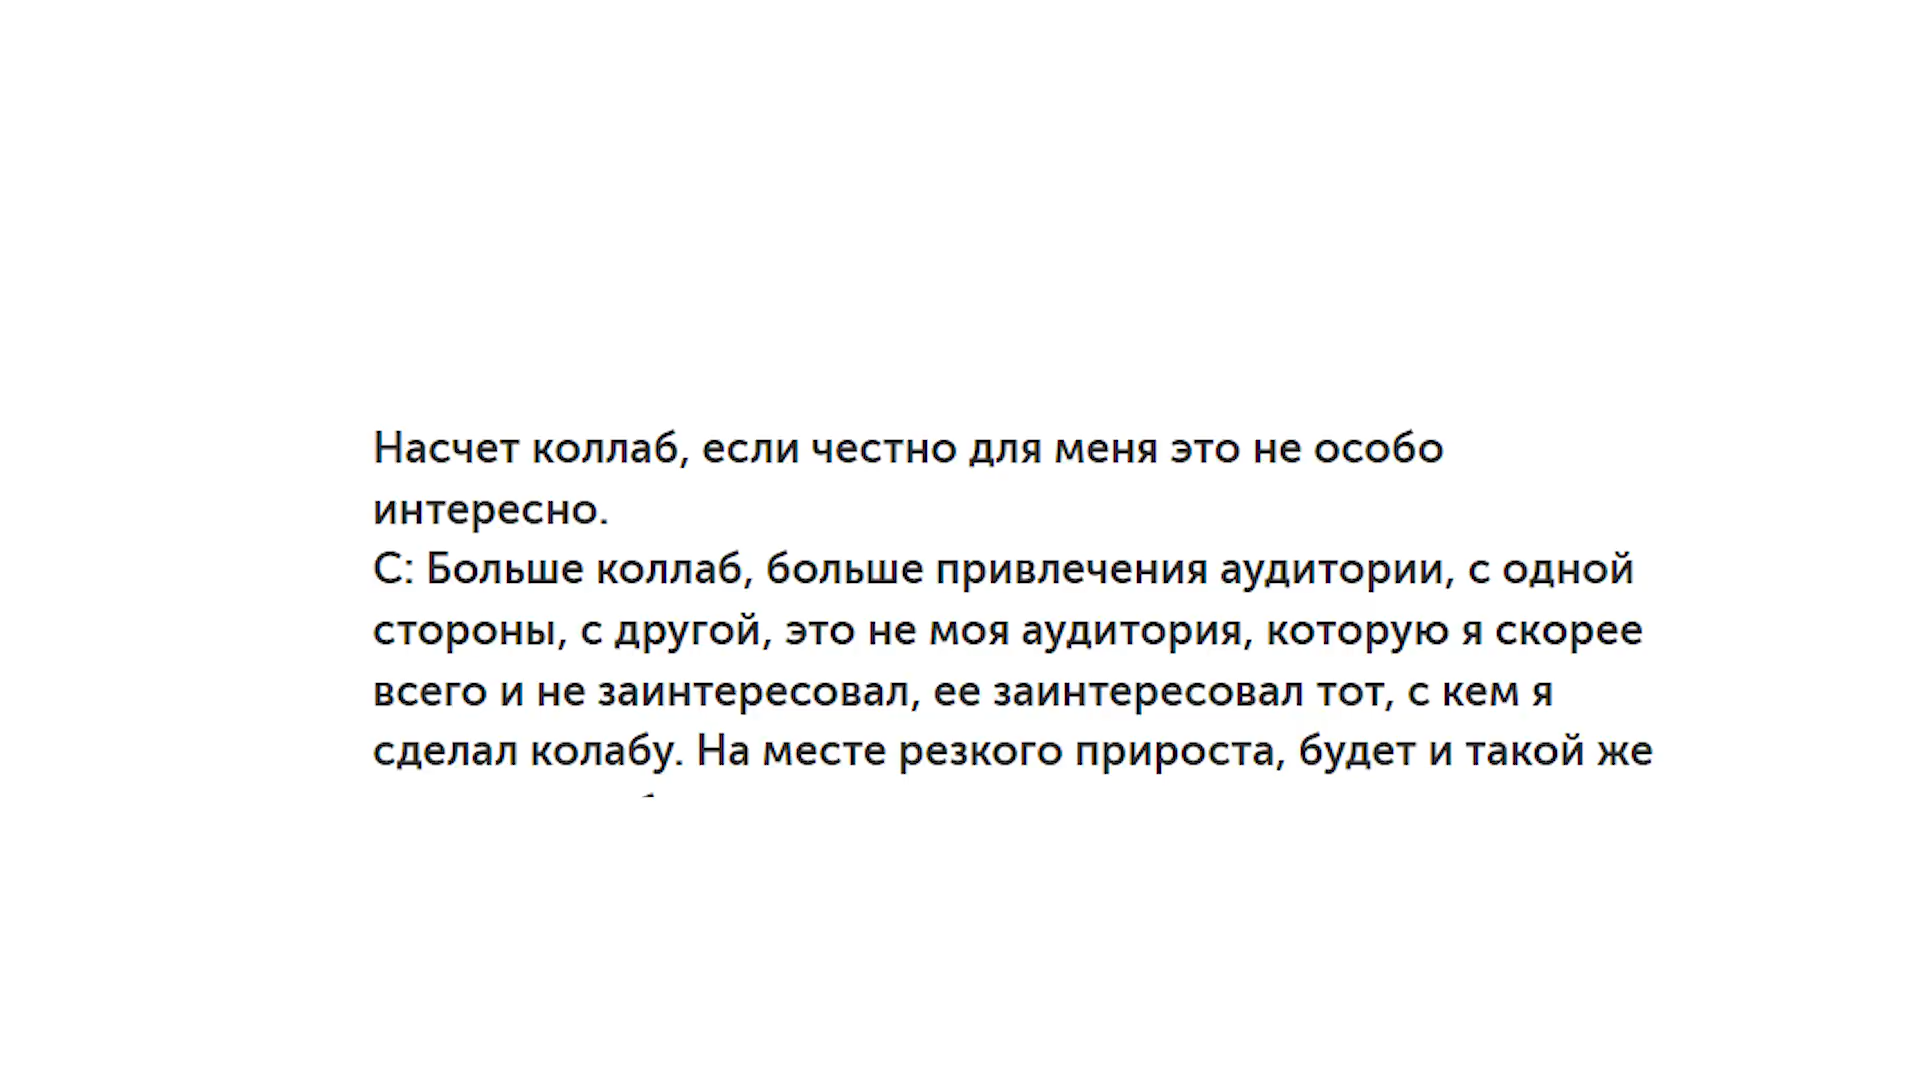 Насчет коллаб, если честно для меня это не особо
интересно.
С: Больше коллаб, больше привлечения аудитории, с одной
стороны, с другой, это не моя аудитория, которую я скорее
всего и не заинтересовал, ее заинтересовал тот, с кем я
сделал колабу. На месте резкого прироста, будет и такой же